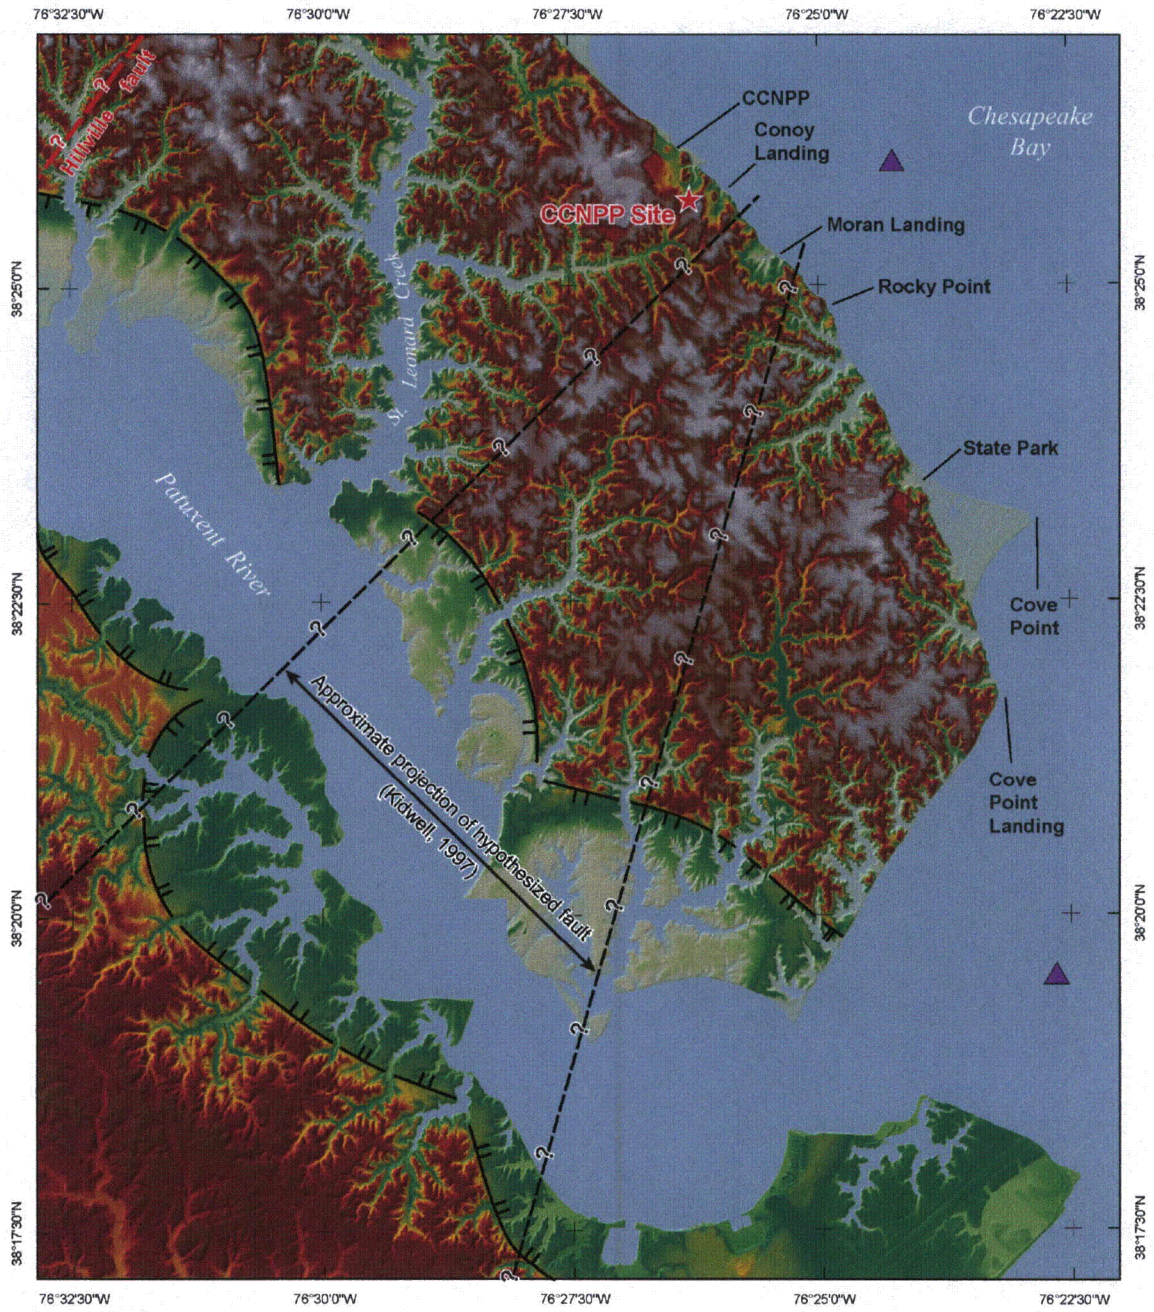 76°32'30"W
76°30'0"W
76°27'30"W
76°25'0"W
76°22'30"W
?
?
Hillville fault
CCNPP
Conoy
Landing
Chesapeake
Bay
CCNPP Site
Moran Landing
Rocky Point
?
?
38°25'0"N
38°25'0"N
St. Leonard Creek
?
?
?
State Park
Patuxent River
?
?
Cove
Point
38°22'30"N
38°22'30"N
?
?
?
Approximate projection of hypothesized fault
(Kidwell, 1997)
?
?
Cove
Point
Landing
?
?
38°20'0"N
38°20'0"N
?
?
38°17'30"N
38°17'30"N
?
76°32'30"W
76°30'0"W
76°27'30"W
76°25'0"W
76°22'30"W